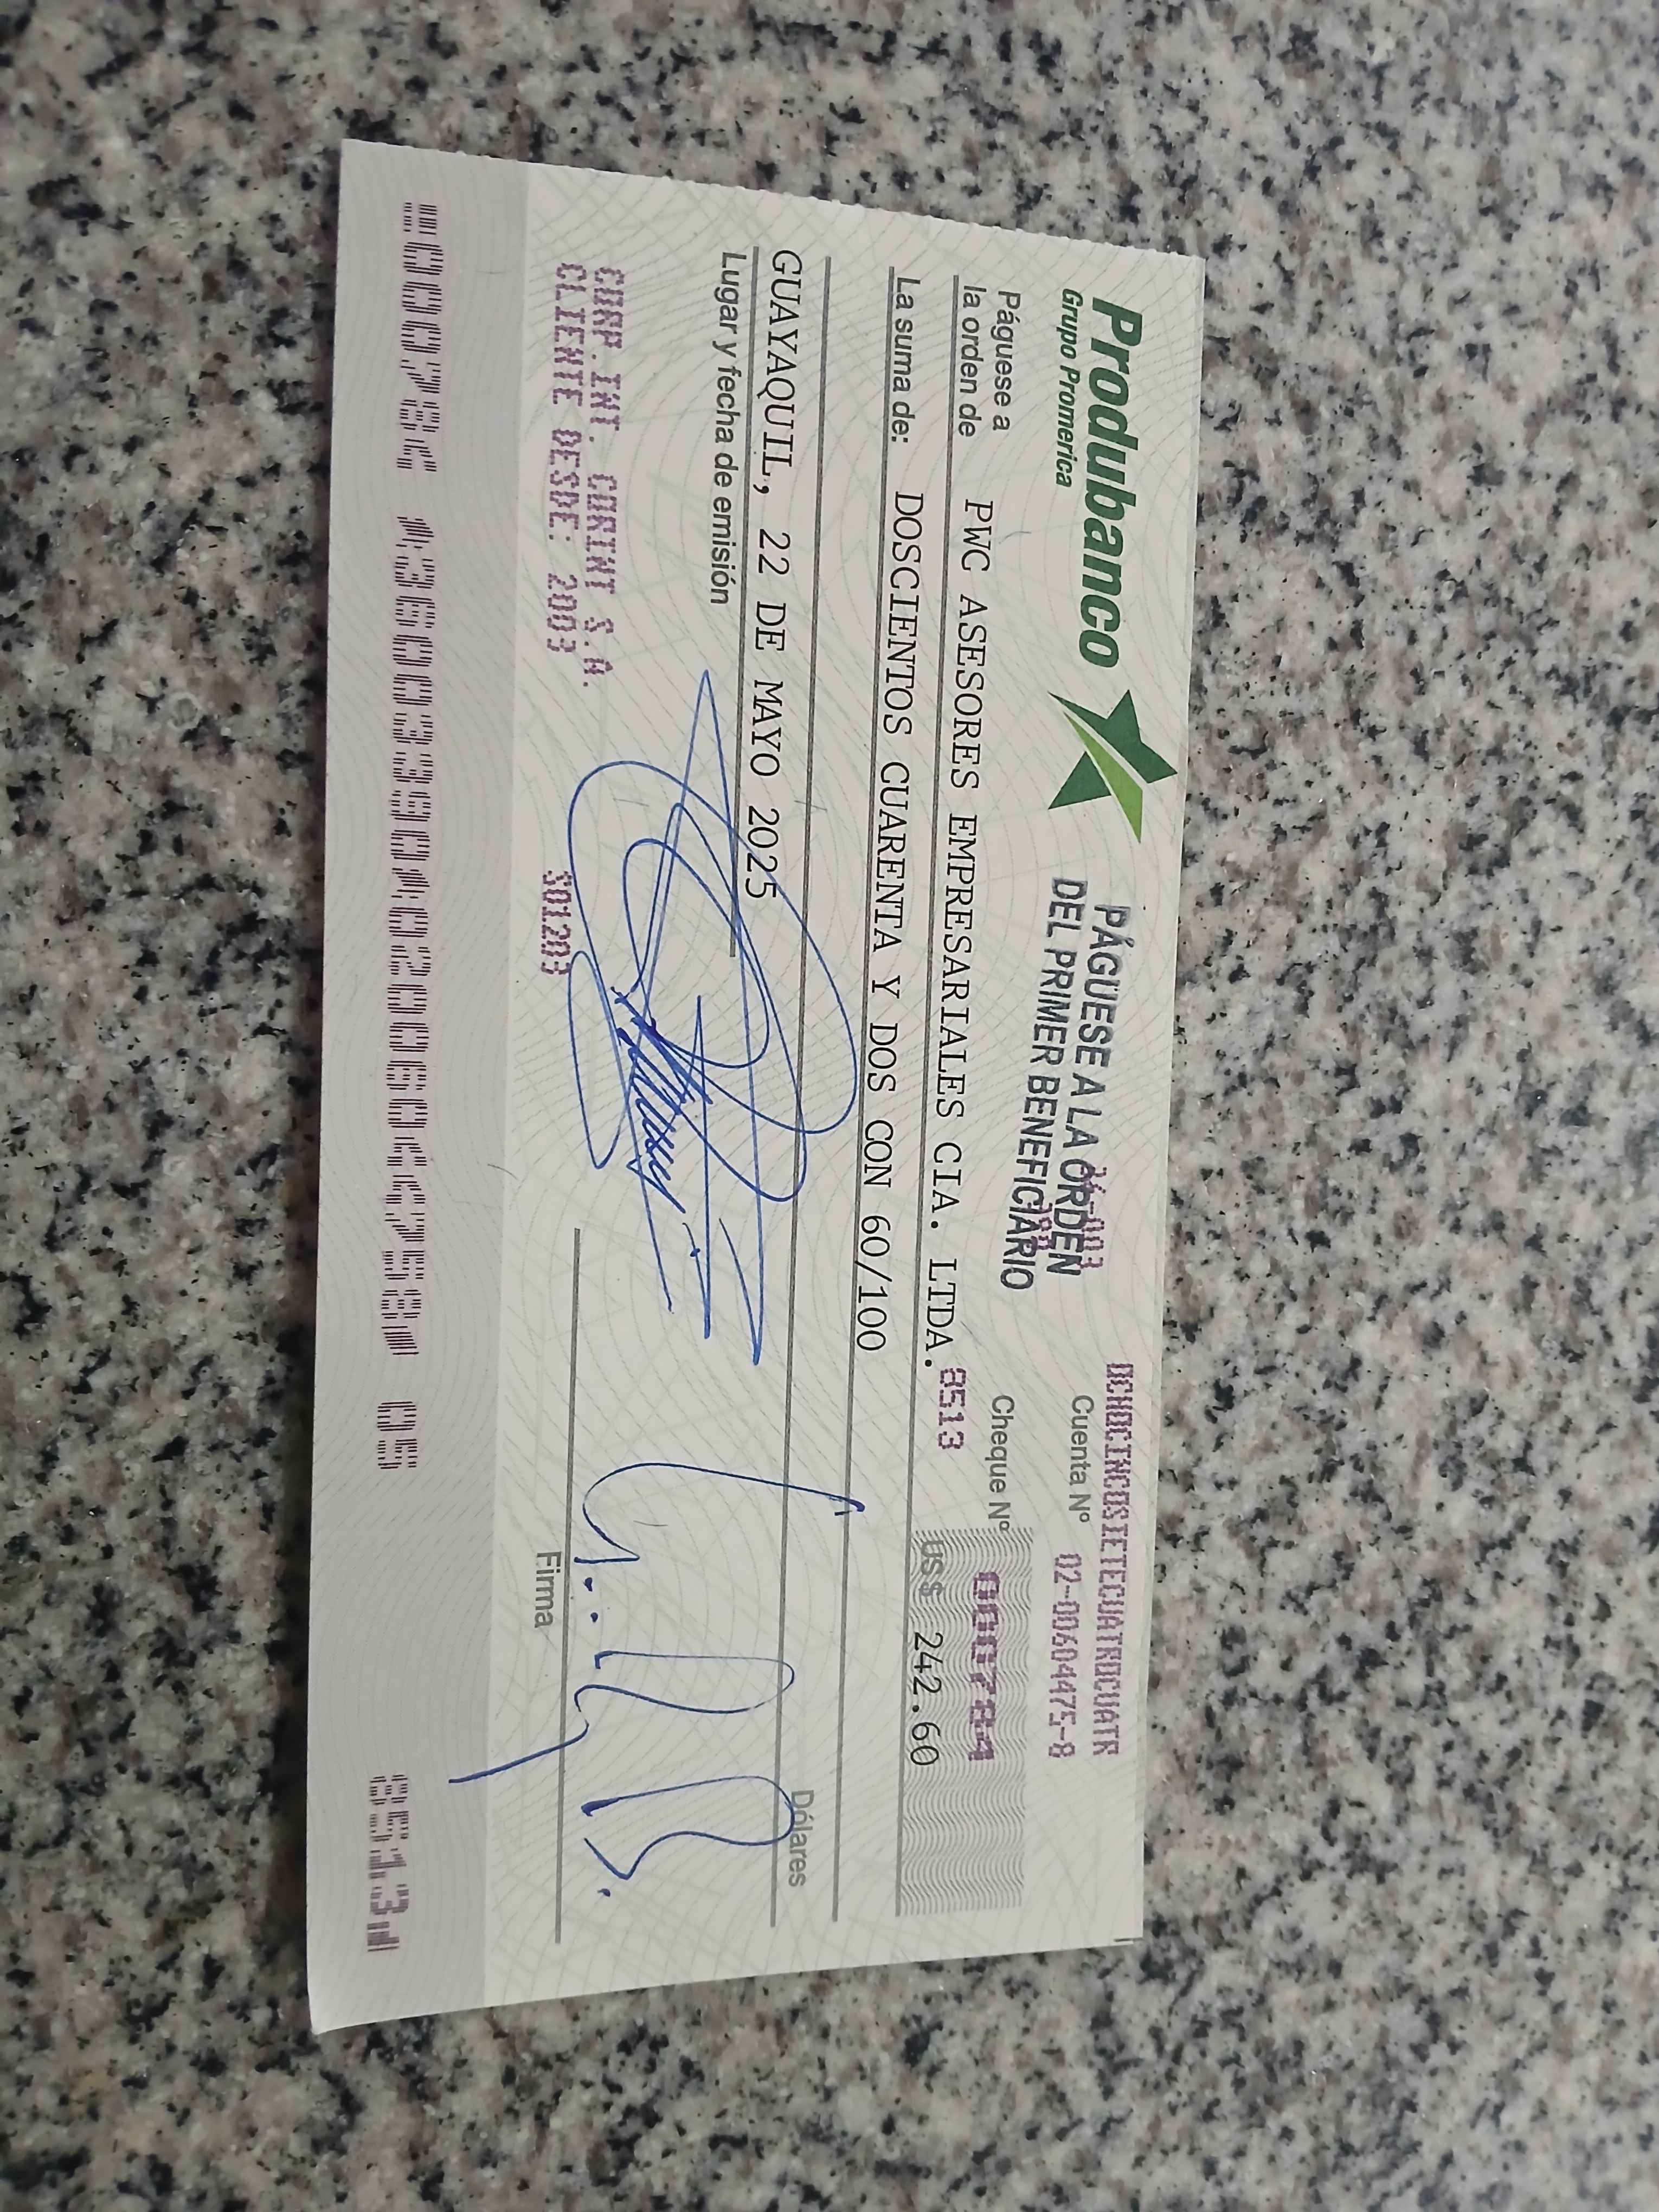 Produbanco
Grupo Promerica
PÁGUESE A LA ORDEN
DEL PRIMER BENEFICIARIO
OCHOCINCOSIETECUATROCUATR
Cuenta Nº 02-00604475-8
Cheque Nº 000784
Páguese a
la orden de PWC ASESORES EMPRESARIALES CIA. LTDA. 8513 US$ 242.60
La suma de: DOSCIENTOS CUARENTA Y DOS CON 60/100
Dólares
GUAYAQUIL, 22 DE MAYO 2025
Lugar y fecha de emisión
CORP.INT. CORINT S.A.
CLIENTE DESDE: 2003
S01203
Firma